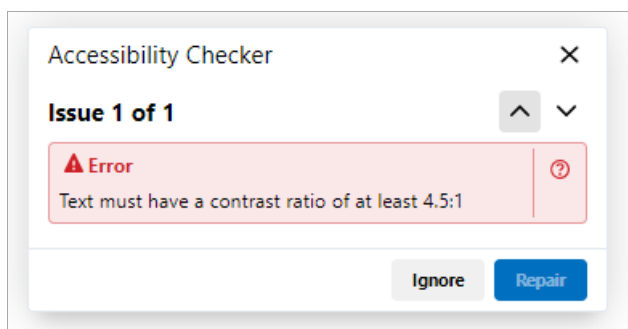 Accessibility Checker
Issue 1 of 1
Error
Text must have a contrast ratio of at least 4.5:1
Ignore
Repair